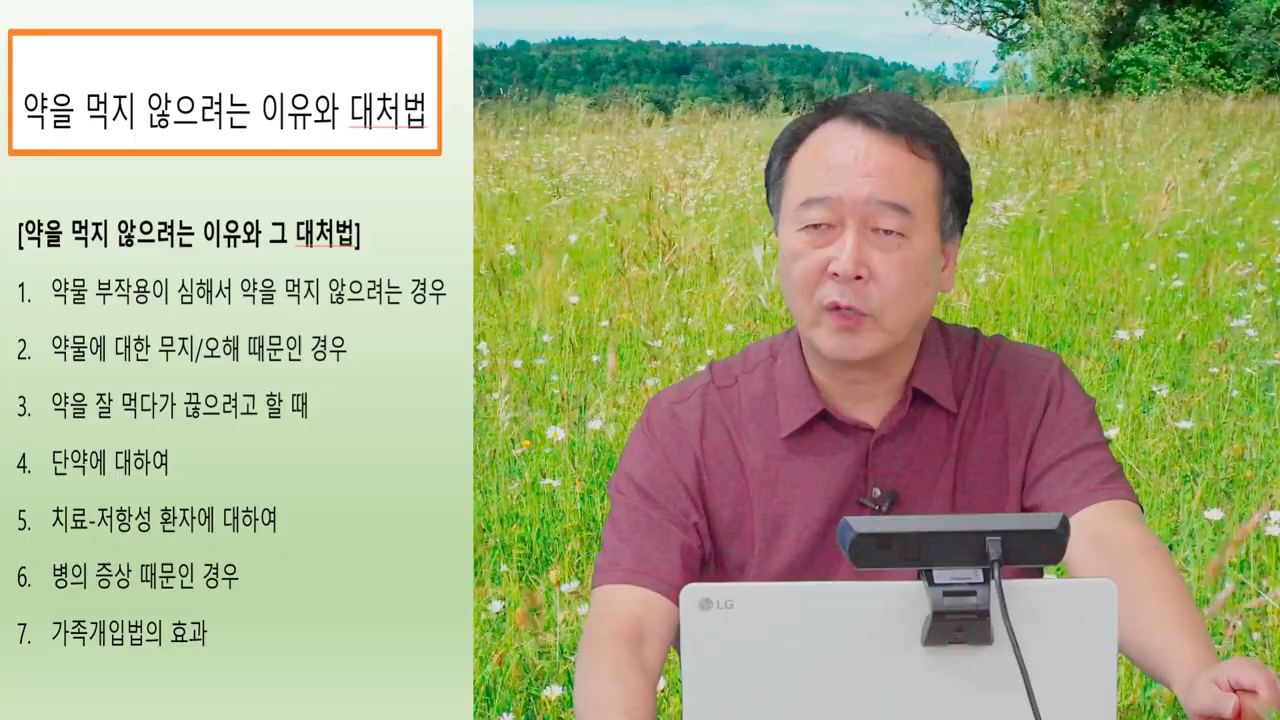 약을 먹지 않으려는 이유와 대처법
[약을 먹지 않으려는 이유와 그 대처법]
1. 약물 부작용이 심해서 약을 먹지 않으려는 경우
2. 약물에 대한 무지/오해 때문인 경우
3. 약을 잘 먹다가 끊으려고 할 때
4. 단약에 대하여
5. 치료-저항성 환자에 대하여
6. 병의 증상 때문인 경우
7. 가족개입법의 효과
LG